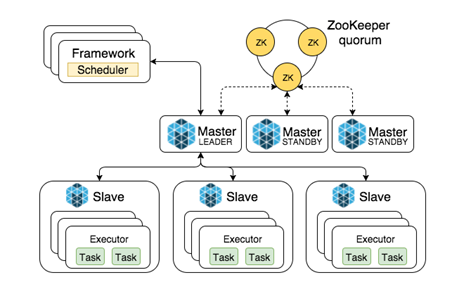 Framework
Scheduler
ZK
ZK
ZK
ZooKeeper
quorum
Master
LEADER
Master
STANDBY
Master
STANDBY
Slave
Executor
Task Task
Slave
Executor
Task Task
Slave
Executor
Task Task